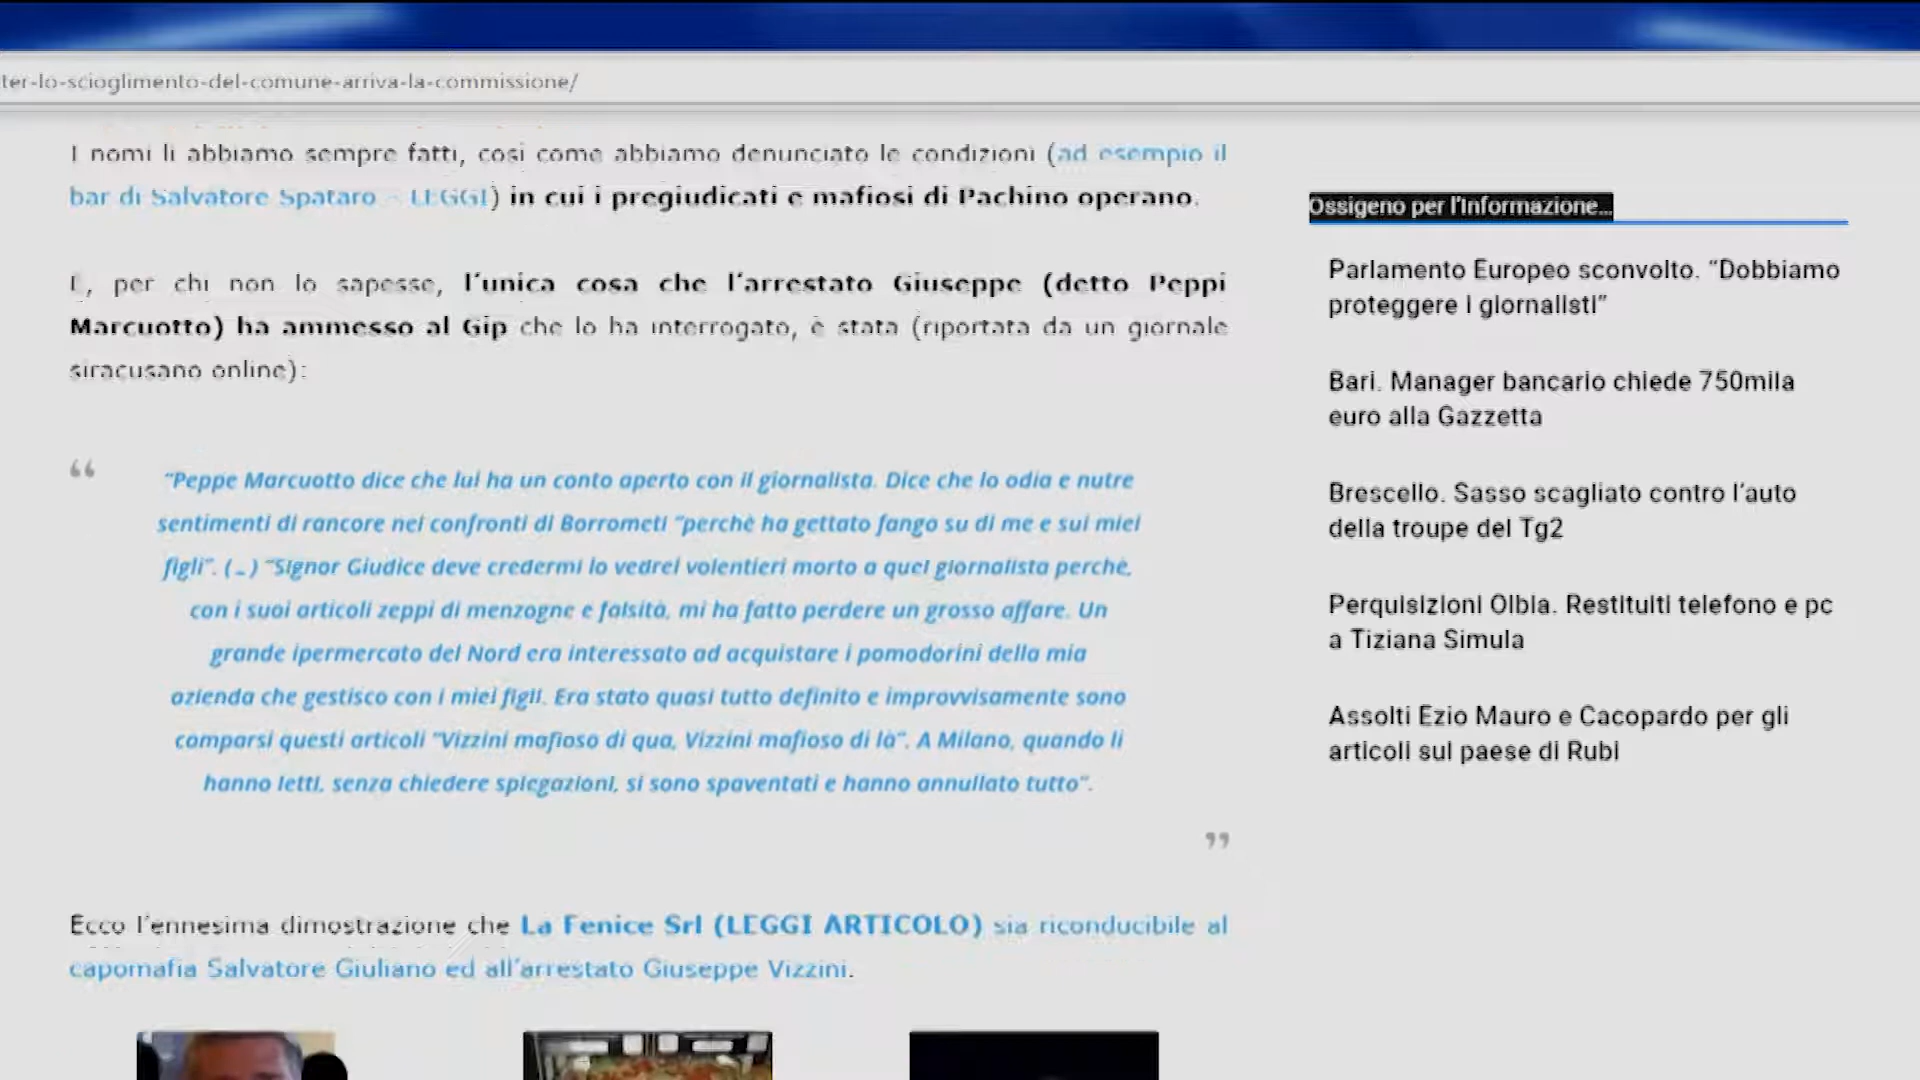 ter-lo-scioglimento-del-comune-arriva-la-commissione/
I nomi li abbiamo sempre fatti, così come abbiamo denunciato le condizioni (ad esempio il
bar di Salvatore Spataro – LEGGI) in cui i pregiudicati e mafiosi di Pachino operano.
E, per chi non lo sapesse, l'unica cosa che l'arrestato Giuseppe (detto Peppi
Marcuotto) ha ammesso al Gip che lo ha interrogato, è stata (riportata da un giornale
siracusano online):
“
“Peppe Marcuotto dice che lui ha un conto aperto con il giornalista. Dice che lo odia e nutre
sentimenti di rancore nei confronti di Borrometi “perchè ha gettato fango su di me e sui miei
figli”. (…) “Signor Giudice deve credermi lo vedrei volentieri morto a quel giornalista perchè,
con i suoi articoli zeppi di menzogne e falsità, mi ha fatto perdere un grosso affare. Un
grande ipermercato del Nord era interessato ad acquistare i pomodorini della mia
azienda che gestisco con i miei figli. Era stato quasi tutto definito e improvvisamente sono
comparsi questi articoli “Vizzini mafioso di qua, Vizzini mafioso di là”. A Milano, quando li
hanno letti, senza chiedere spiegazioni, si sono spaventati e hanno annullato tutto”.
”
Ecco l'ennesima dimostrazione che La Fenice Srl (LEGGI ARTICOLO) sia riconducibile al
capomafia Salvatore Giuliano ed all'arrestato Giuseppe Vizzini.
Ossigeno per l'Informazione…
Parlamento Europeo sconvolto. “Dobbiamo
proteggere i giornalisti”
Bari. Manager bancario chiede 750mila
euro alla Gazzetta
Brescello. Sasso scagliato contro l'auto
della troupe del Tg2
Perquisizioni Olbia. Restituiti telefono e pc
a Tiziana Simula
Assolti Ezio Mauro e Cacopardo per gli
articoli sul paese di Rubi